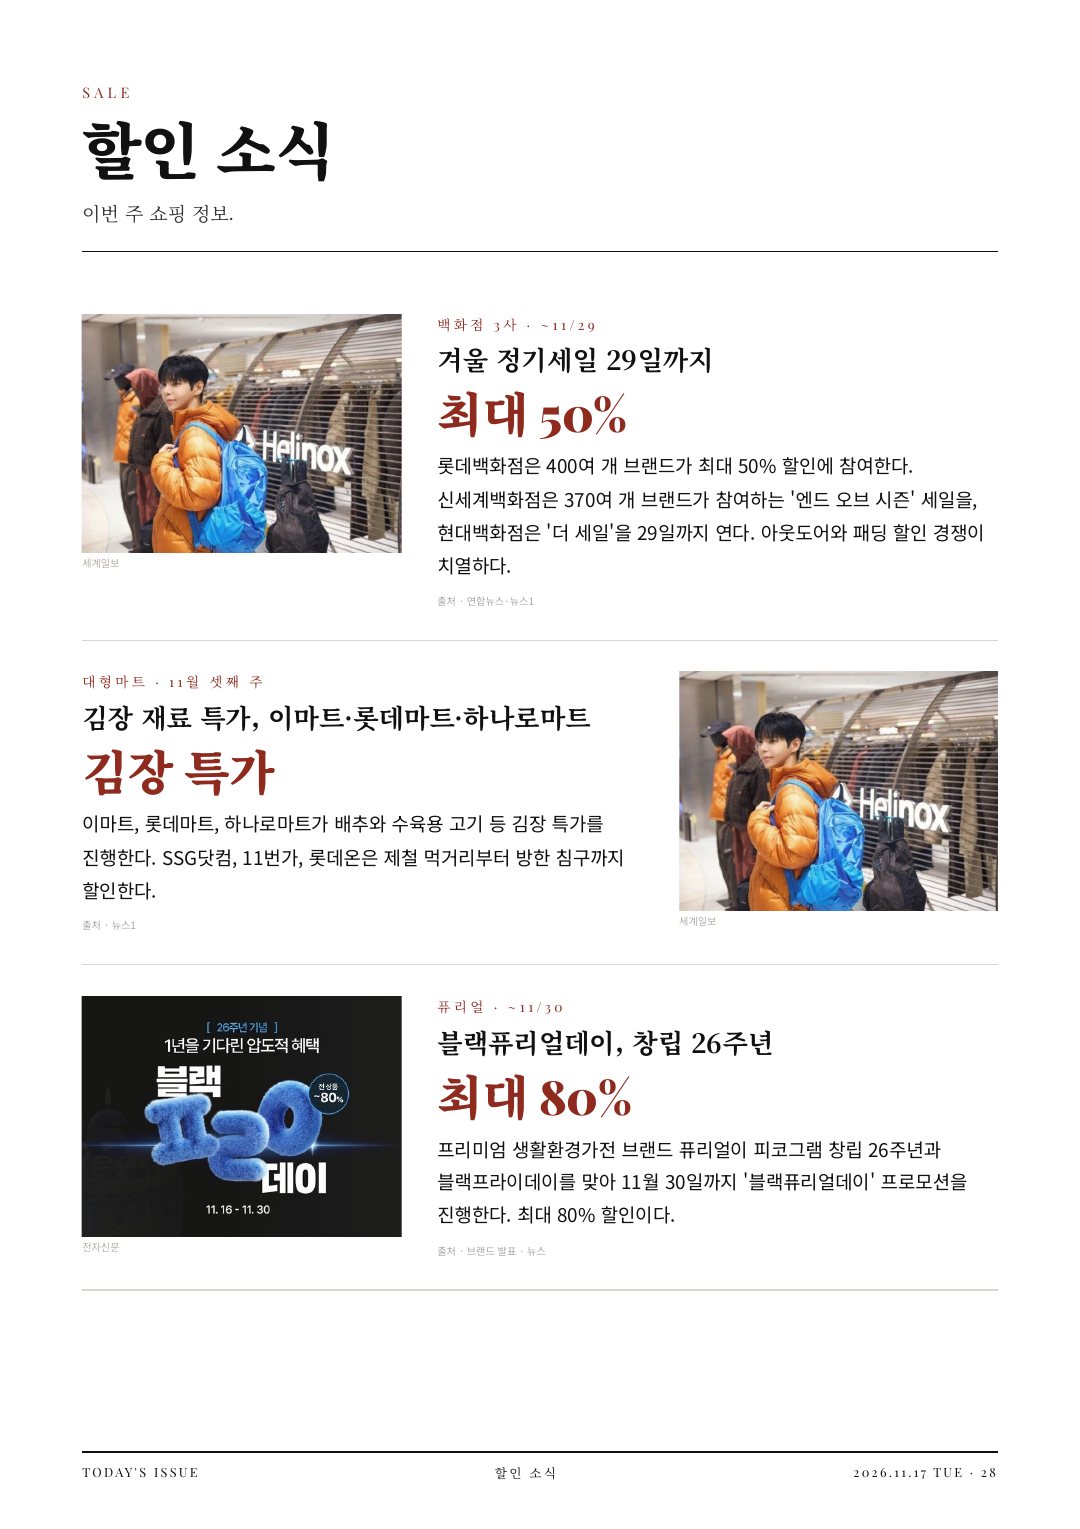 SALE
할인 소식
이번 주 쇼핑 정보.
Helinox
세계일보
백화점 3사 · ~11/29
겨울 정기세일 29일까지
최대 50%
롯데백화점은 400여 개 브랜드가 최대 50% 할인에 참여한다.
신세계백화점은 370여 개 브랜드가 참여하는 '엔드 오브 시즌' 세일을,
현대백화점은 '더 세일'을 29일까지 연다. 아웃도어와 패딩 할인 경쟁이
치열하다.
출처 · 연합뉴스·뉴스1
대형마트 · 11월 셋째 주
김장 재료 특가, 이마트·롯데마트·하나로마트
김장 특가
이마트, 롯데마트, 하나로마트가 배추와 수육용 고기 등 김장 특가를
진행한다. SSG닷컴, 11번가, 롯데온은 제철 먹거리부터 방한 침구까지
할인한다.
출처 · 뉴스1
Helinox
세계일보
[ 26주년 기념 ]
1년을 기다린 압도적 혜택
블랙
퓨리얼
데이
전상품
~80%
11. 16 - 11. 30
전자신문
퓨리얼 · ~11/30
블랙퓨리얼데이, 창립 26주년
최대 80%
프리미엄 생활환경가전 브랜드 퓨리얼이 피코그램 창립 26주년과
블랙프라이데이를 맞아 11월 30일까지 '블랙퓨리얼데이' 프로모션을
진행한다. 최대 80% 할인이다.
출처 · 브랜드 발표 · 뉴스
TODAY'S ISSUE
할인 소식
2026.11.17 TUE · 28